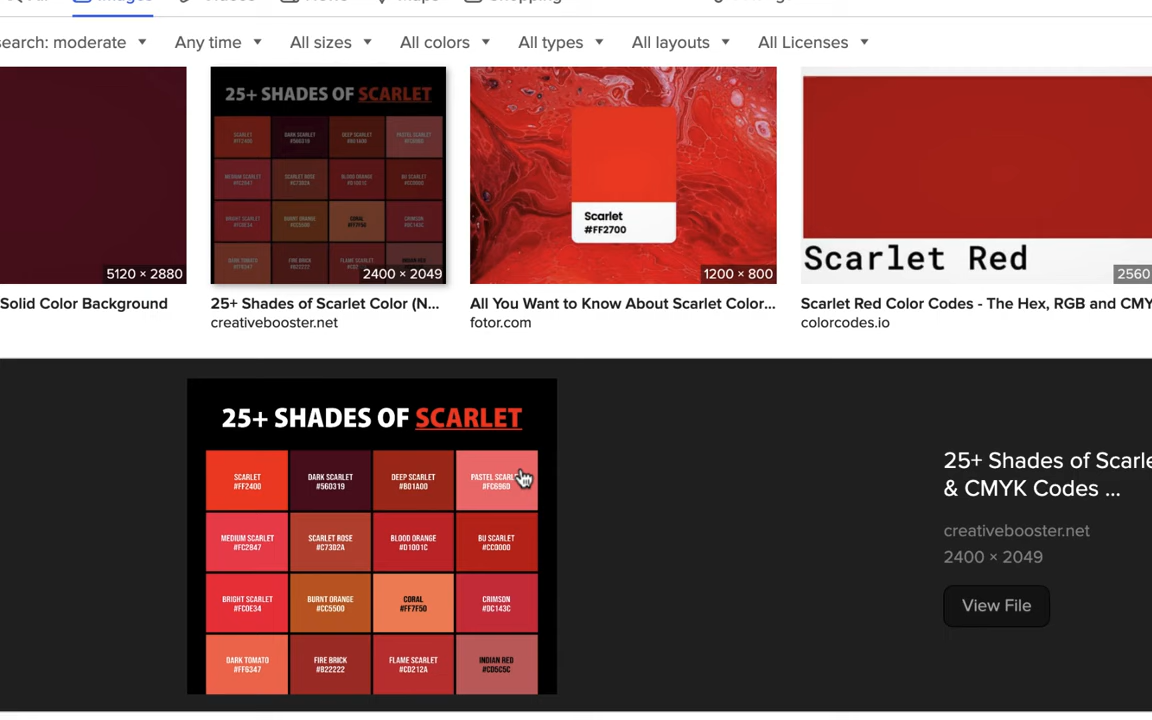 Images
search: moderate
Any time
All sizes
All colors
All types
All layouts
All Licenses
5120 × 2880
Solid Color Background
25+ SHADES OF SCARLET
2400 × 2049
25+ Shades of Scarlet Color (N...
creativebooster.net
Scarlet
#FF2700
1200 × 800
All You Want to Know About Scarlet Color...
fotor.com
Scarlet Red
2560
Scarlet Red Color Codes - The Hex, RGB and CMY
colorcodes.io
25+ SHADES OF SCARLET
SCARLET
#FF2400
DARK SCARLET
#560319
DEEP SCARLET
#B01A00
PASTEL
#FC696D
MEDIUM SCARLET
#FC2847
SCARLET ROSE
#C73D2A
BLOOD ORANGE
#D1001C
BU SCARLET
#CC0000
BRIGHT SCARLET
#FC0E34
BURNT ORANGE
#CC5500
CORAL
#FF7F50
CRIMSON
#DC143C
DARK TOMATO
#FF6347
FIRE BRICK
#B22222
FLAME SCARLET
#CD212A
INDIAN RED
#CD5C5C
25+ Shades of Scarle
& CMYK Codes ...
creativebooster.net
2400 × 2049
View File